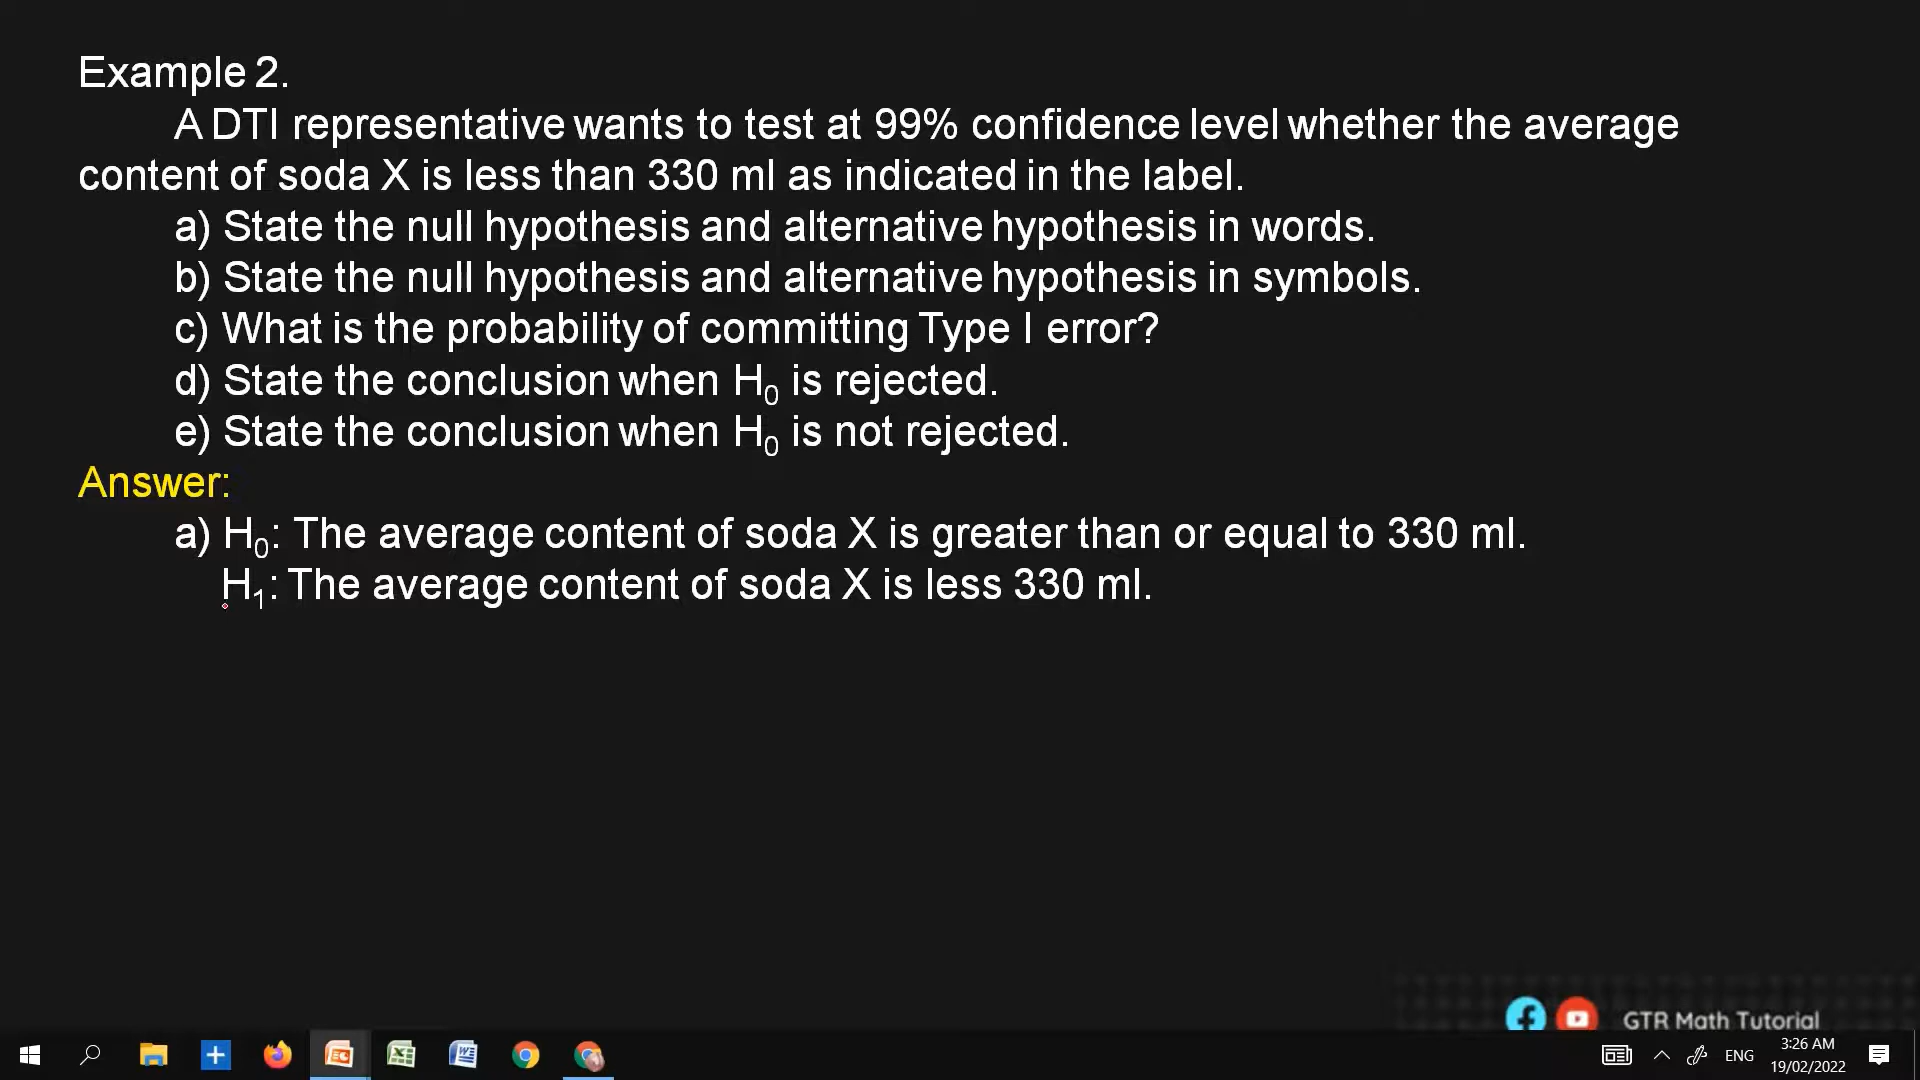 Example 2.
A DTI representative wants to test at 99% confidence level whether the average
content of soda X is less than 330 ml as indicated in the label.
a) State the null hypothesis and alternative hypothesis in words.
b) State the null hypothesis and alternative hypothesis in symbols.
c) What is the probability of committing Type I error?
d) State the conclusion when H₀ is rejected.
e) State the conclusion when H₀ is not rejected.
Answer:
a) H₀: The average content of soda X is greater than or equal to 330 ml.
H₁: The average content of soda X is less 330 ml.
GTR Math Tutorial
ENG
3:26 AM
19/02/2022